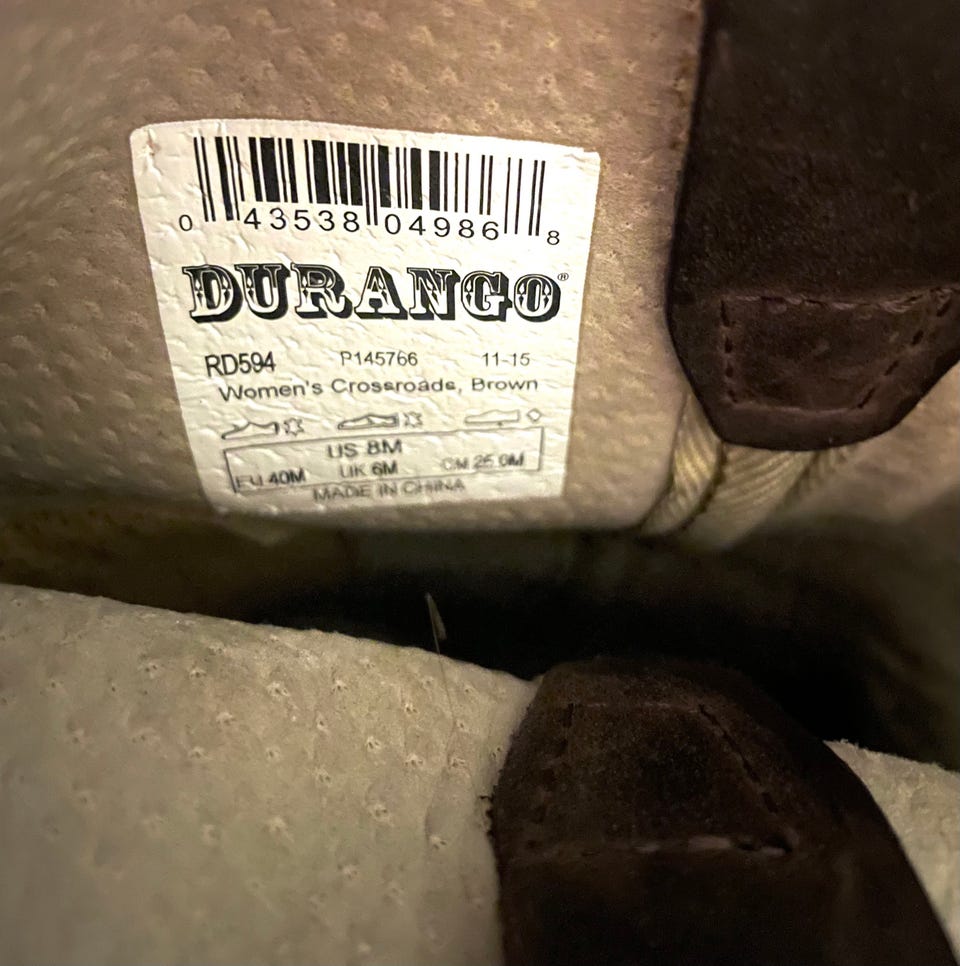 0 43538 04986 8
DURANGO®
RD594 P145766 11-15
Women's Crossroads, Brown
US 8M
EU 40M UK 6M CM 25.0M
MADE IN CHINA